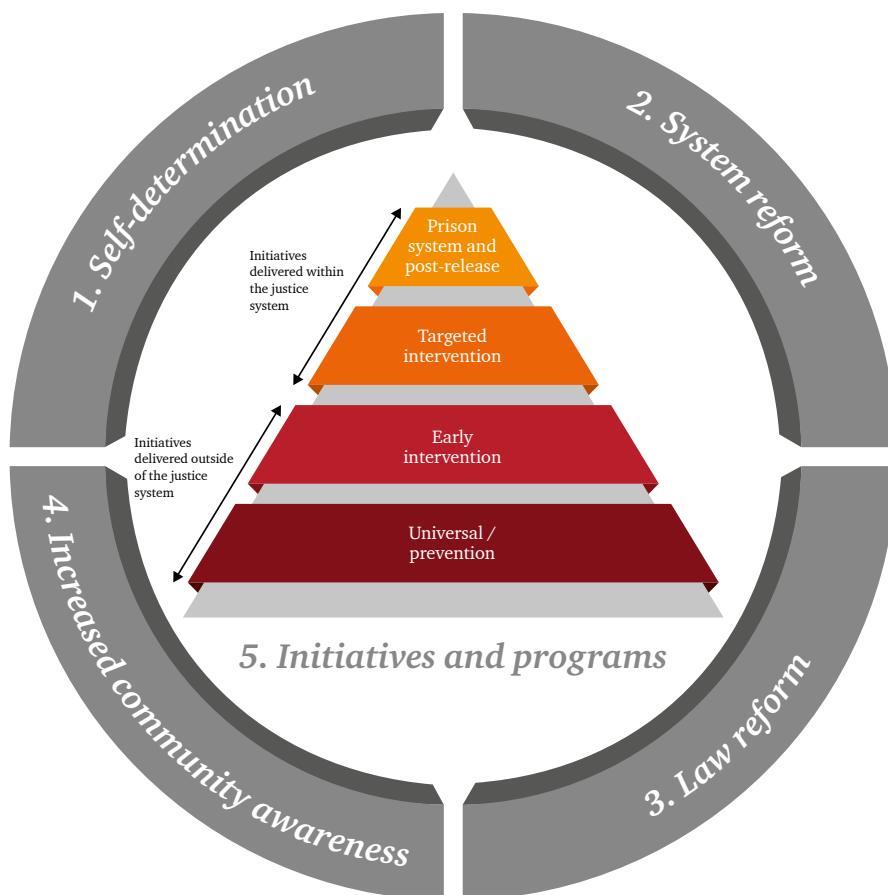 1. Self-determination
2. System reform
Prison
system and
post-release
Initiatives
delivered within
the justice
system
Targeted
intervention
Initiatives
delivered outside
of the justice
system
Early
intervention
Universal /
prevention
5. Initiatives and programs
4. Increased community awareness
3. Law reform